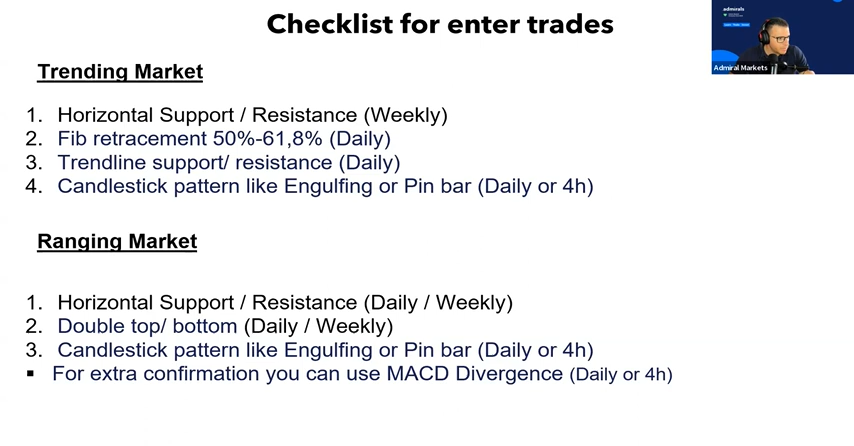 Checklist for enter trades
admirals
Admiral Markets
Trending Market
1. Horizontal Support / Resistance (Weekly)
2. Fib retracement 50%-61,8% (Daily)
3. Trendline support/ resistance (Daily)
4. Candlestick pattern like Engulfing or Pin bar (Daily or 4h)
Ranging Market
1. Horizontal Support / Resistance (Daily / Weekly)
2. Double top/ bottom (Daily / Weekly)
3. Candlestick pattern like Engulfing or Pin bar (Daily or 4h)
▪ For extra confirmation you can use MACD Divergence (Daily or 4h)